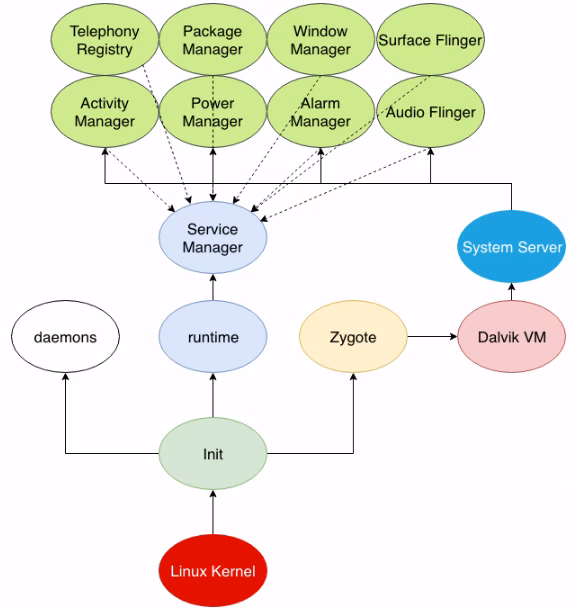 Telephony
Registry
Package
Manager
Window
Manager
Surface Flinger
Activity
Manager
Power
Manager
Alarm
Manager
Audio Flinger
Service
Manager
System Server
daemons
runtime
Zygote
Dalvik VM
Init
Linux Kernel